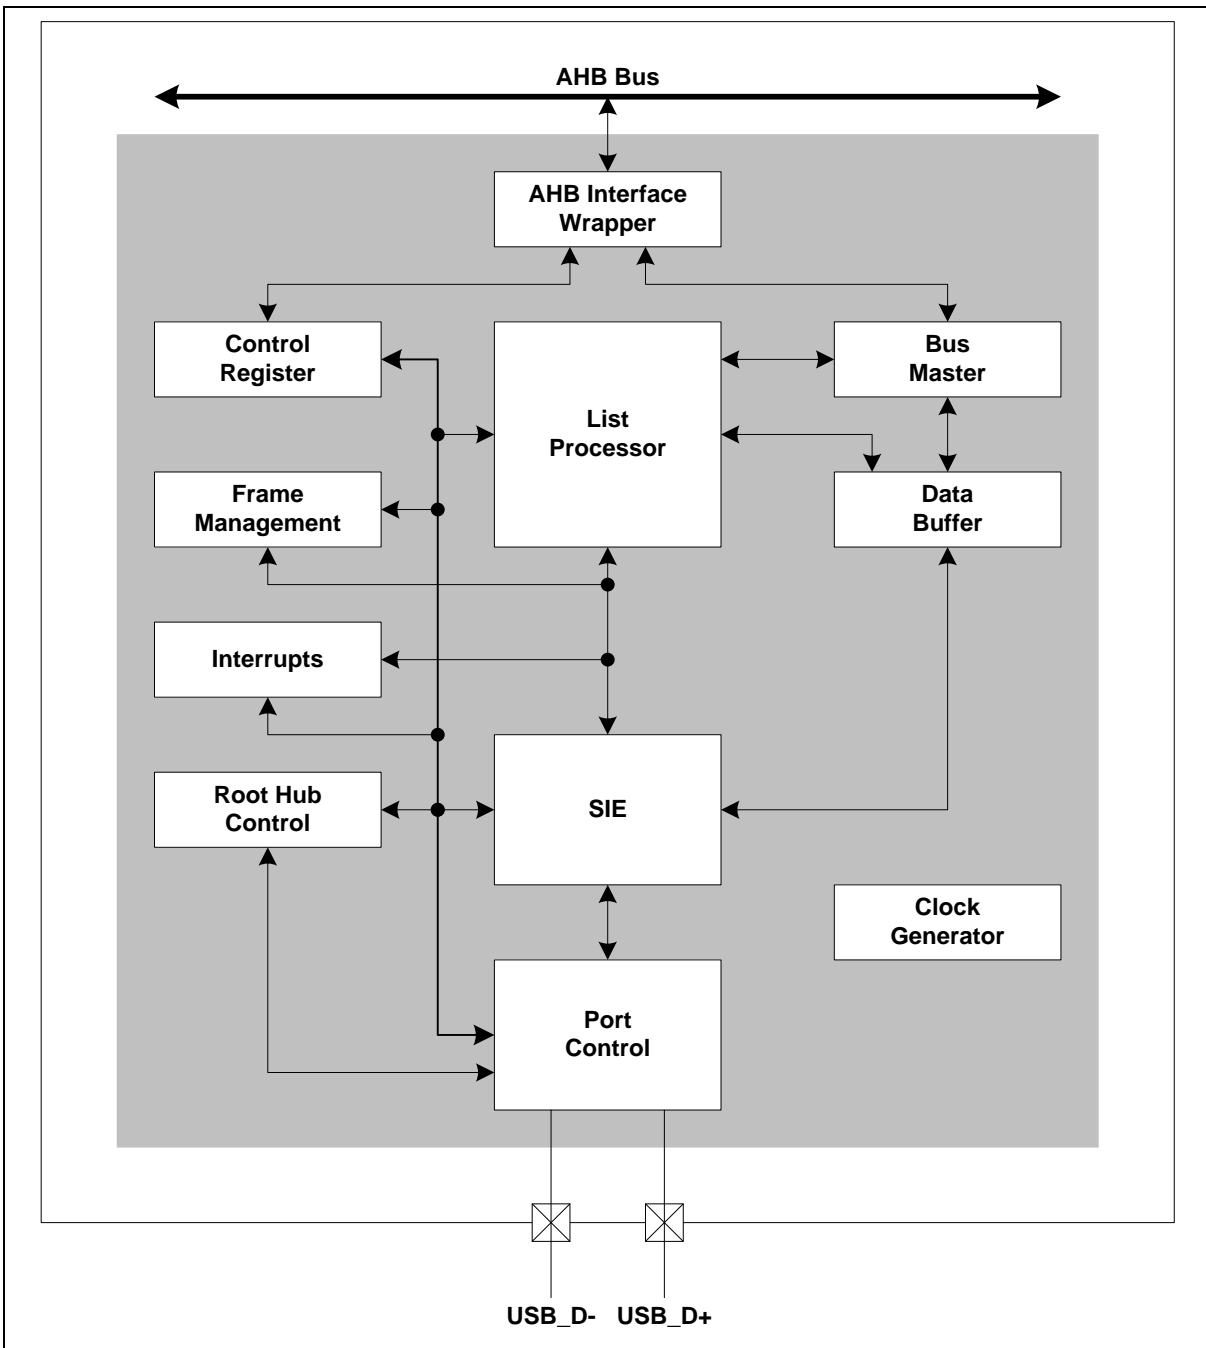 AHB Bus
AHB Interface
Wrapper
Control
Register
List
Processor
Bus
Master
Frame
Management
Data
Buffer
Interrupts
Root Hub
Control
SIE
Clock
Generator
Port
Control
USB_D-
USB_D+